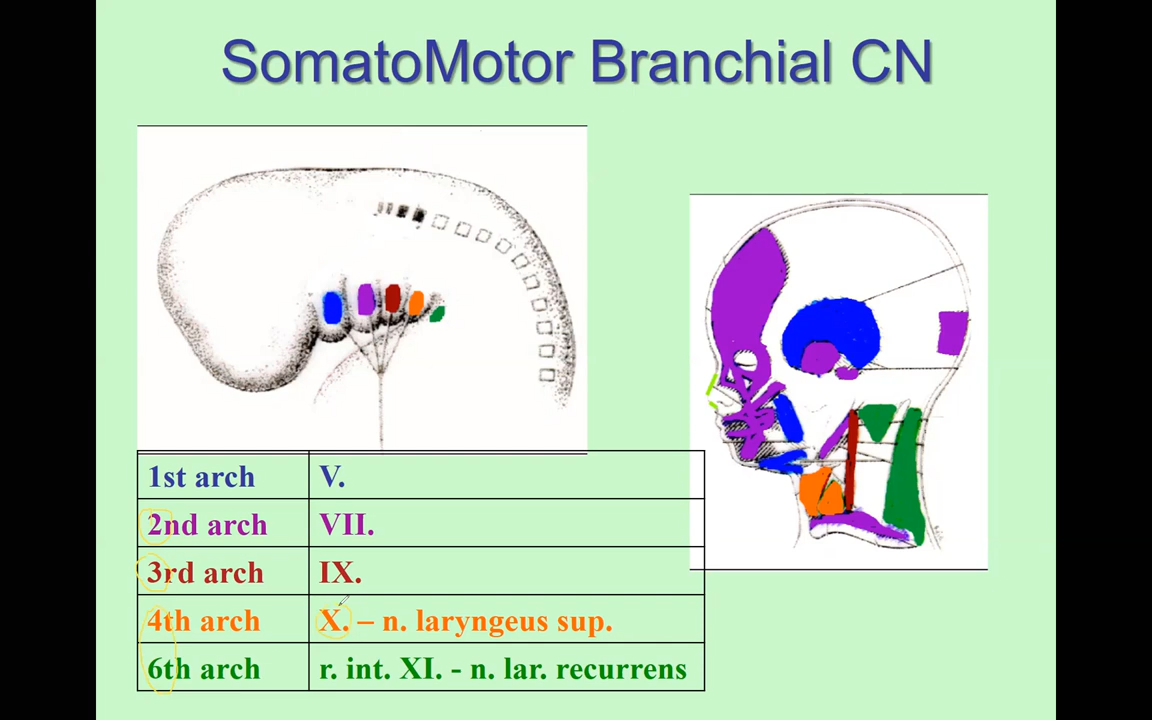 SomatoMotor Branchial CN
1st arch V.
2nd arch VII.
3rd arch IX.
4th arch X. – n. laryngeus sup.
6th arch r. int. XI. - n. lar. recurrens